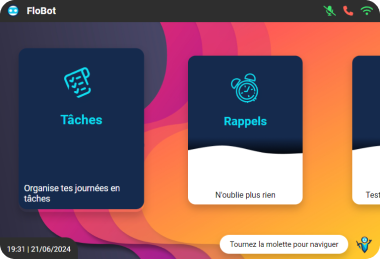 FloBot
Tâches
Organise tes journées en
tâches
Rappels
N'oublie plus rien
Test
19:31 | 21/06/2024
Tournez la molette pour naviguer